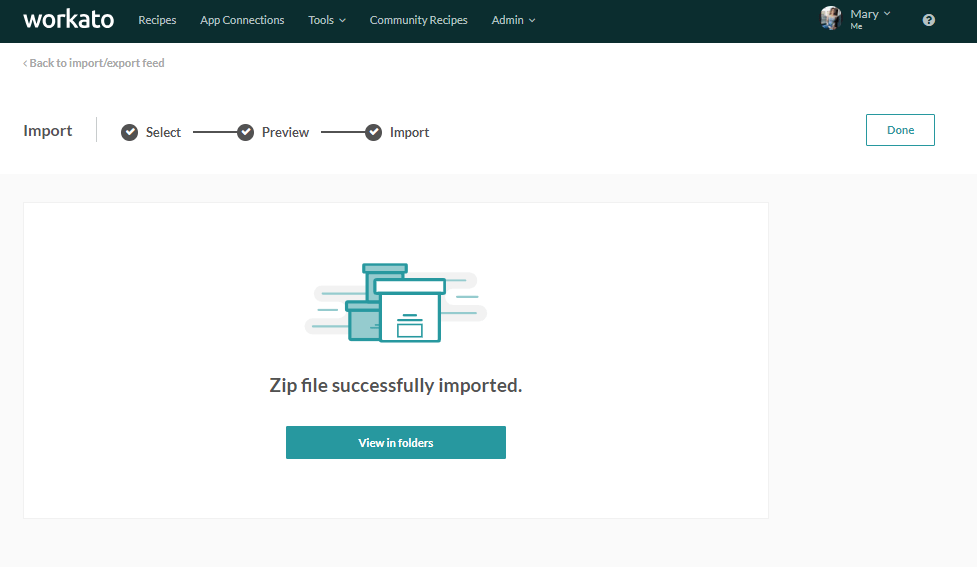 workato Recipes App Connections Tools Community Recipes Admin Mary
Me
Back to import/export feed
Import Select Preview Import Done
Zip file successfully imported.
View in folders